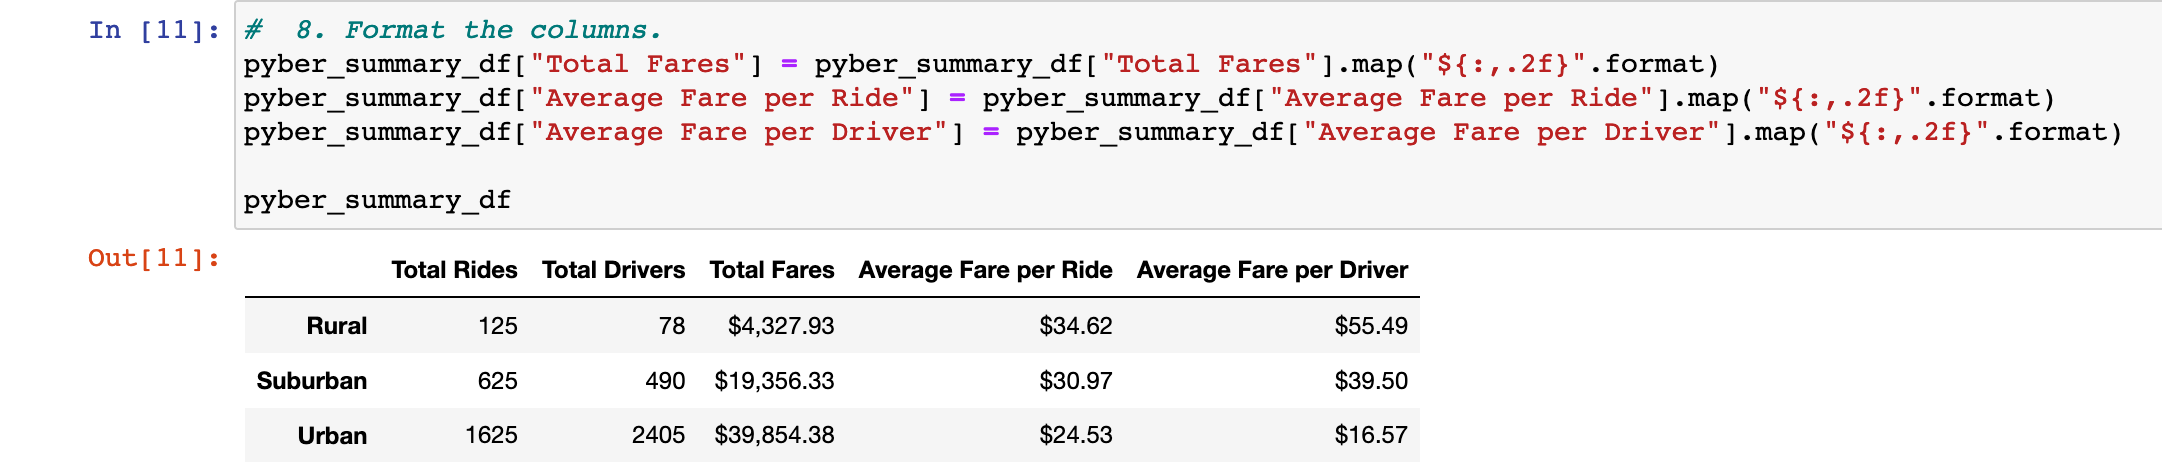 In [11]: #  8. Format the columns.
pyber_summary_df["Total Fares"] = pyber_summary_df["Total Fares"].map("${:,.2f}".format)
pyber_summary_df["Average Fare per Ride"] = pyber_summary_df["Average Fare per Ride"].map("${:,.2f}".format)
pyber_summary_df["Average Fare per Driver"] = pyber_summary_df["Average Fare per Driver"].map("${:,.2f}".format)
pyber_summary_df
Out[11]:
Total Rides Total Drivers Total Fares Average Fare per Ride Average Fare per Driver
Rural 125 78 $4,327.93 $34.62 $55.49
Suburban 625 490 $19,356.33 $30.97 $39.50
Urban 1625 2405 $39,854.38 $24.53 $16.57